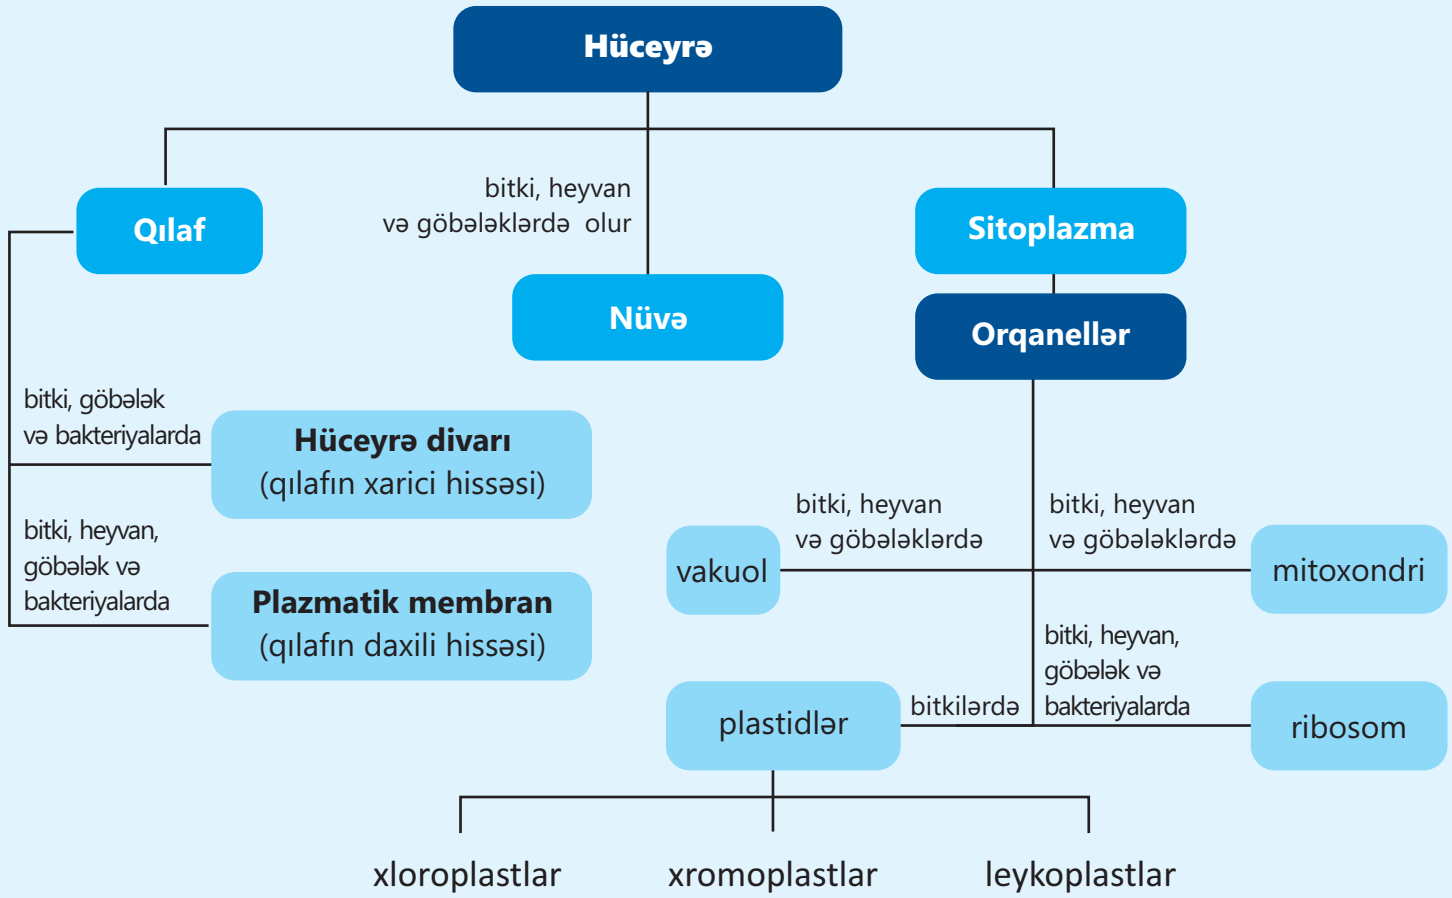 Hüceyrə
bitki, heyvan
və göbələklərdə olur
Qılaf
Sitoplazma
Nüvə
Orqanellər
bitki, göbələk
və bakteriyalarda
Hüceyrə divarı
(qılafın xarici hissəsi)
bitki, heyvan,
göbələk və
bakteriyalarda
Plazmatik membran
(qılafın daxili hissəsi)
bitki, heyvan
və göbələklərdə
vakuol
bitki, heyvan
və göbələklərdə
mitoxondri
plastidlər
bitkilərdə
bitki, heyvan,
göbələk və
bakteriyalarda
ribosom
xloroplastlar
xromoplastlar
leykoplastlar